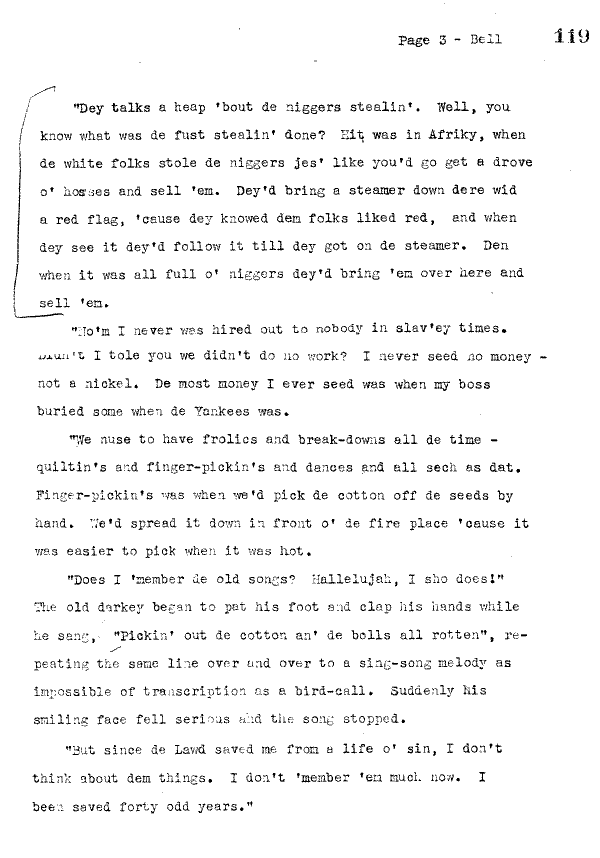 Page 3 - Bell 119
"Dey talks a heap 'bout de niggers stealin'. Well, you
know what was de fust stealin' done? Hit was in Afriky, when
de white folks stole de niggers jes' like you'd go get a drove
o' hosses and sell 'em. Dey'd bring a steamer down dere wid
a red flag, 'cause dey knowed dem folks liked red, and when
dey see it dey'd follow it till dey got on de steamer. Den
when it was all full o' niggers dey'd bring 'em over here and
sell 'em.
"No'm I never was hired out to nobody in slav'ey times.
Didn't I tole you we didn't do no work? I never seed no money -
not a nickel. De most money I ever seed was when my boss
buried some when de Yankees was.
"We nuse to have frolics and break-downs all de time -
quiltin's and finger-pickin's and dances and all sech as dat.
Finger-pickin's was when we'd pick de cotton off de seeds by
hand. We'd spread it down in front o' de fire place 'cause it
was easier to pick when it was hot.
"Does I 'member de old songs? Hallelujah, I sho does!"
The old darkey began to pat his foot and clap his hands while
he sang, "Pickin' out de cotton an' de bolls all rotten", re-
peating the same line over and over to a sing-song melody as
impossible of transcription as a bird-call. Suddenly his
smiling face fell serious and the song stopped.
"But since de Lawd saved me from a life o' sin, I don't
think about dem things. I don't 'member 'em much now. I
been saved forty odd years."